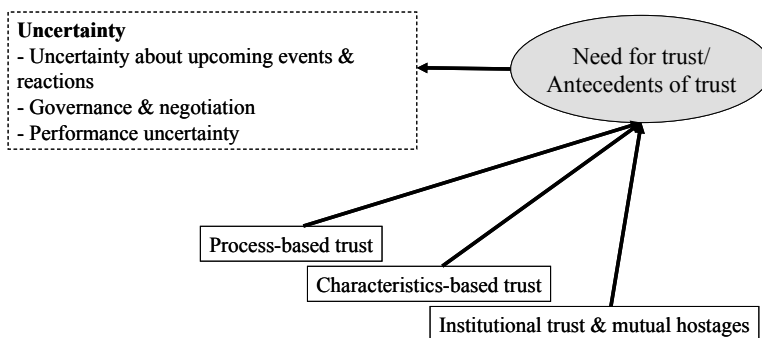 Uncertainty
- Uncertainty about upcoming events &
reactions
- Governance & negotiation
- Performance uncertainty
Need for trust/
Antecedents of trust
Process-based trust
Characteristics-based trust
Institutional trust & mutual hostages